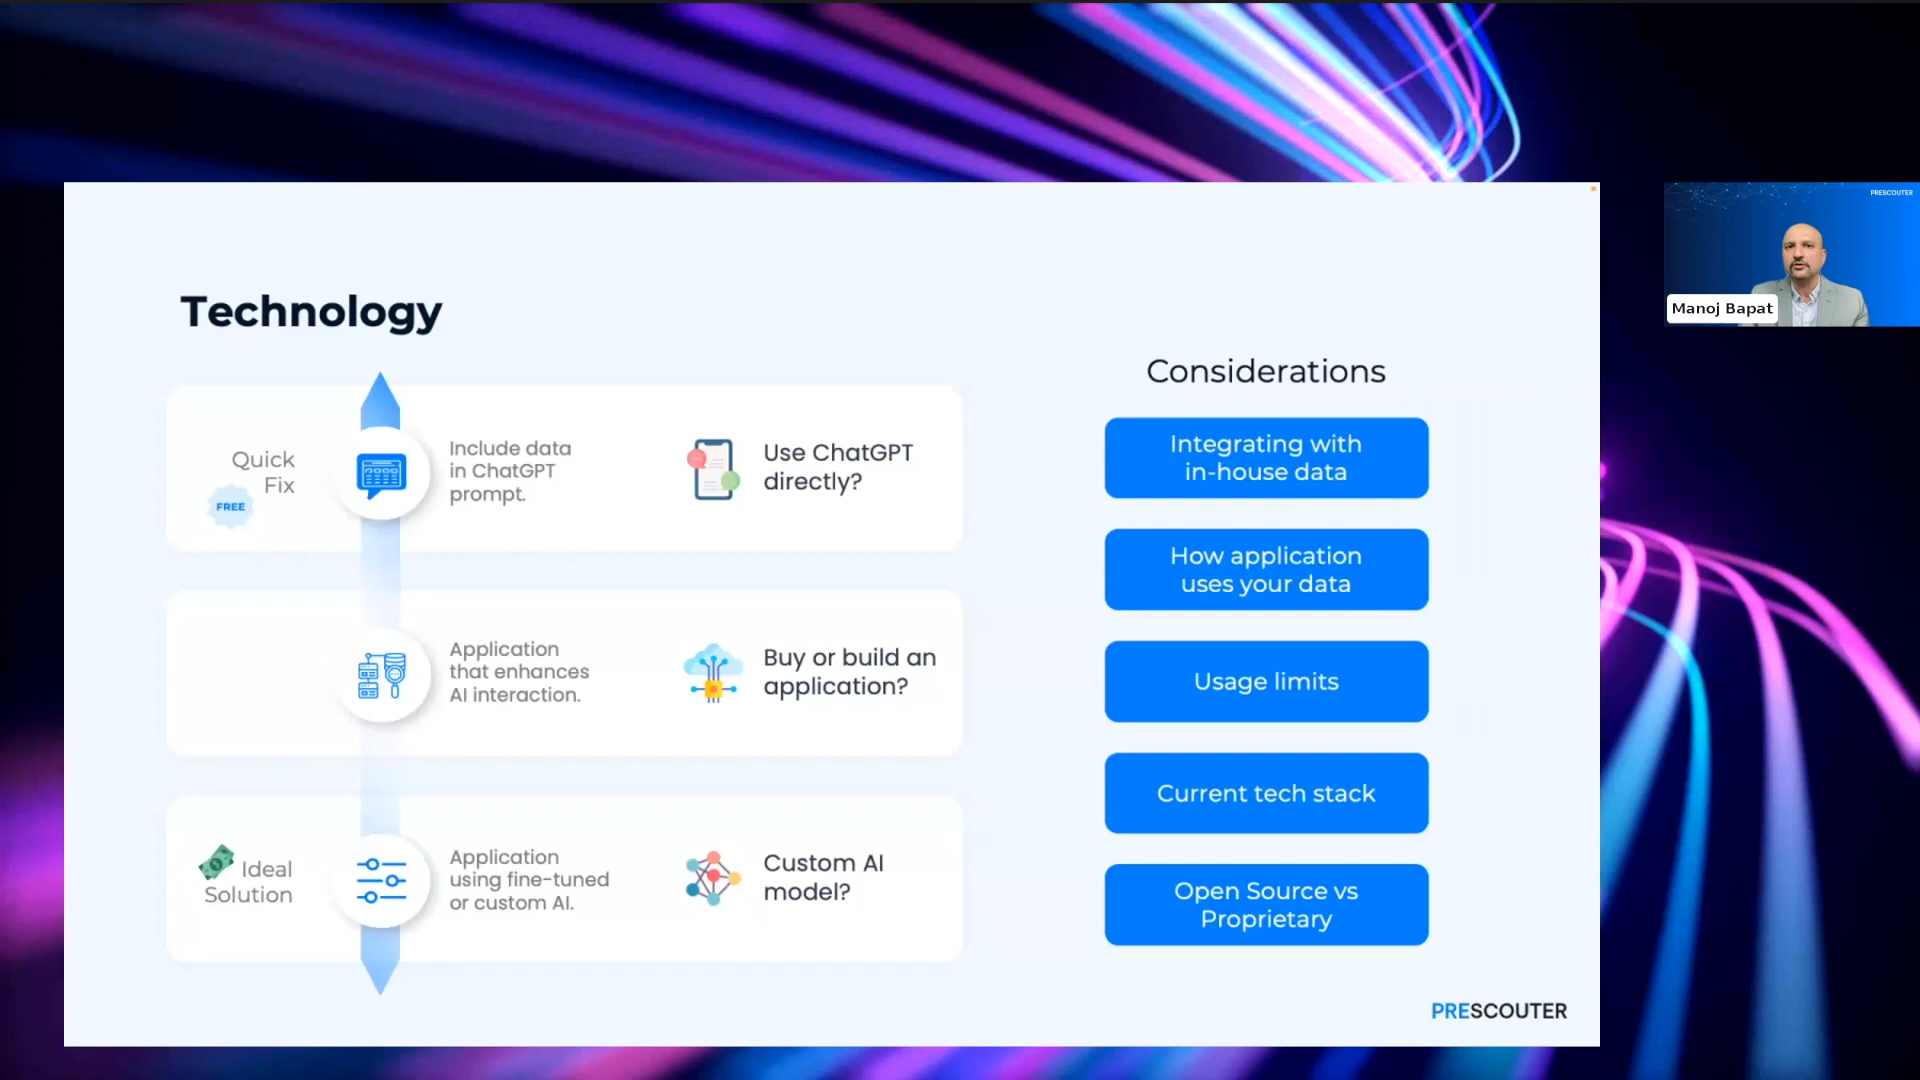 PRESCOUTER
Manoj Bapat
Technology
Quick
Fix
FREE
Include data
in ChatGPT
prompt.
Use ChatGPT
directly?
Application
that enhances
AI interaction.
Buy or build an
application?
Ideal
Solution
Application
using fine-tuned
or custom AI.
Custom AI
model?
Considerations
Integrating with
in-house data
How application
uses your data
Usage limits
Current tech stack
Open Source vs
Proprietary
PRESCOUTER